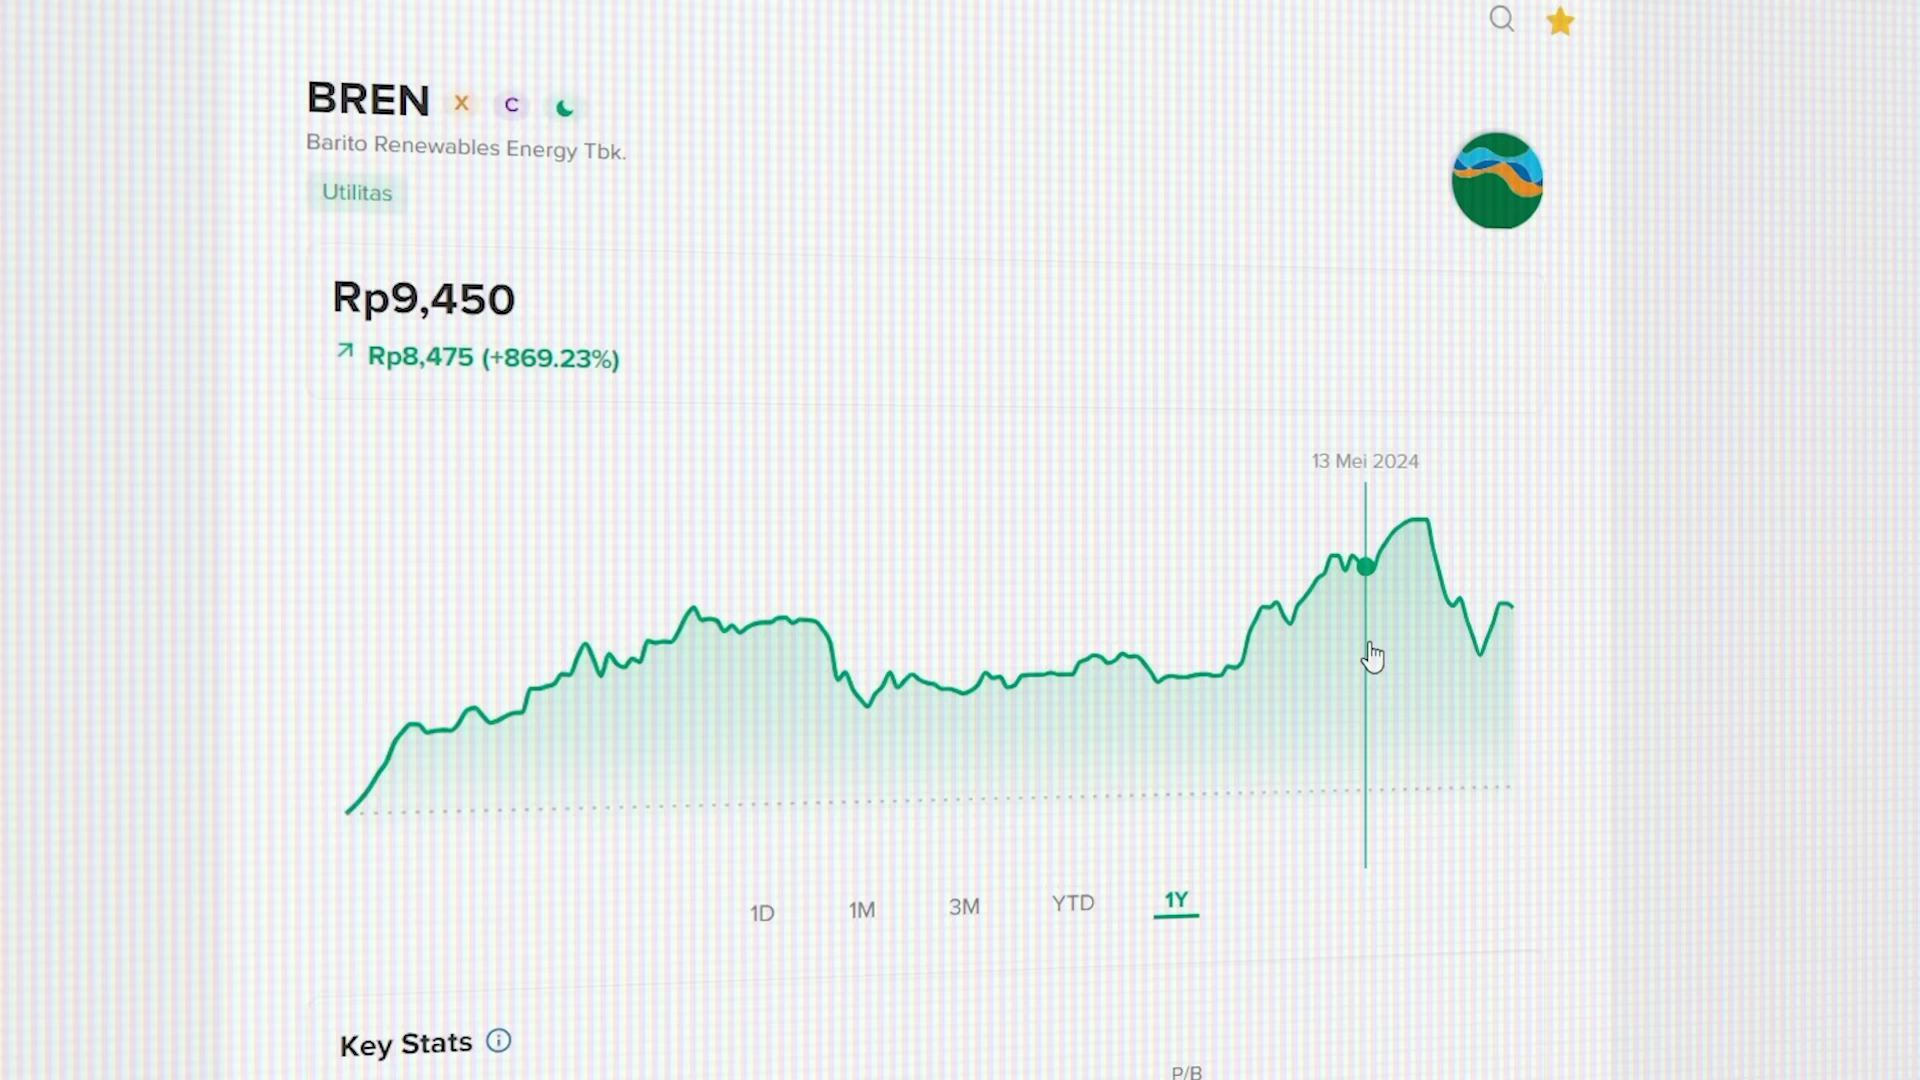 BREN X C
Barito Renewables Energy Tbk.
Utilitas
Rp9,450
Rp8,475 (+869.23%)
13 Mei 2024
1D 1M 3M YTD 1Y
Key Stats
P/B